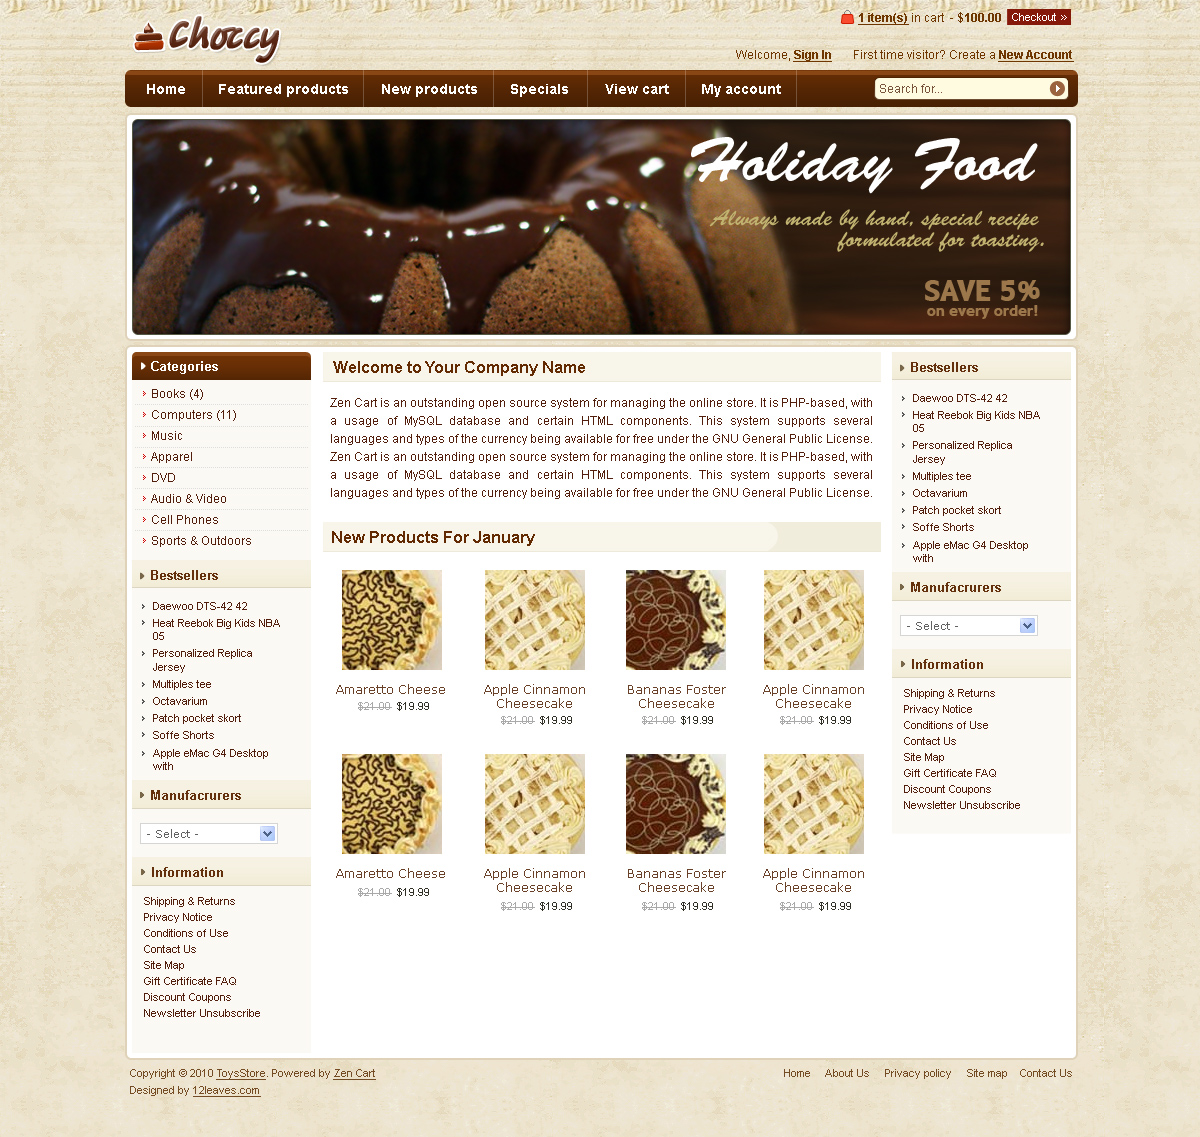 Choccy
1 item(s) in cart - $100.00 Checkout »
Welcome, Sign In First time visitor? Create a New Account
Home Featured products New products Specials View cart My account Search for...
Holiday Food
Always made by hand, special recipe
formulated for toasting.
SAVE 5%
on every order!
Categories
Books (4)
Computers (11)
Music
Apparel
DVD
Audio & Video
Cell Phones
Sports & Outdoors
Bestsellers
Daewoo DTS-42 42
Heat Reebok Big Kids NBA
05
Personalized Replica
Jersey
Multiples tee
Octavarium
Patch pocket skort
Soffe Shorts
Apple eMac G4 Desktop
with
Manufacrurers
- Select -
Information
Shipping & Returns
Privacy Notice
Conditions of Use
Contact Us
Site Map
Gift Certificate FAQ
Discount Coupons
Newsletter Unsubscribe
Welcome to Your Company Name
Zen Cart is an outstanding open source system for managing the online store. It is PHP-based, with
a usage of MySQL database and certain HTML components. This system supports several
languages and types of the currency being available for free under the GNU General Public License.
Zen Cart is an outstanding open source system for managing the online store. It is PHP-based, with
a usage of MySQL database and certain HTML components. This system supports several
languages and types of the currency being available for free under the GNU General Public License.
New Products For January
Amaretto Cheese
$21.00 $19.99
Apple Cinnamon
Cheesecake
$21.00 $19.99
Bananas Foster
Cheesecake
$21.00 $19.99
Apple Cinnamon
Cheesecake
$21.00 $19.99
Amaretto Cheese
$21.00 $19.99
Apple Cinnamon
Cheesecake
$21.00 $19.99
Bananas Foster
Cheesecake
$21.00 $19.99
Apple Cinnamon
Cheesecake
$21.00 $19.99
Bestsellers
Daewoo DTS-42 42
Heat Reebok Big Kids NBA
05
Personalized Replica
Jersey
Multiples tee
Octavarium
Patch pocket skort
Soffe Shorts
Apple eMac G4 Desktop
with
Manufacrurers
- Select -
Information
Shipping & Returns
Privacy Notice
Conditions of Use
Contact Us
Site Map
Gift Certificate FAQ
Discount Coupons
Newsletter Unsubscribe
Copyright © 2010 ToysStore. Powered by Zen Cart
Designed by 12leaves.com
Home About Us Privacy policy Site map Contact Us